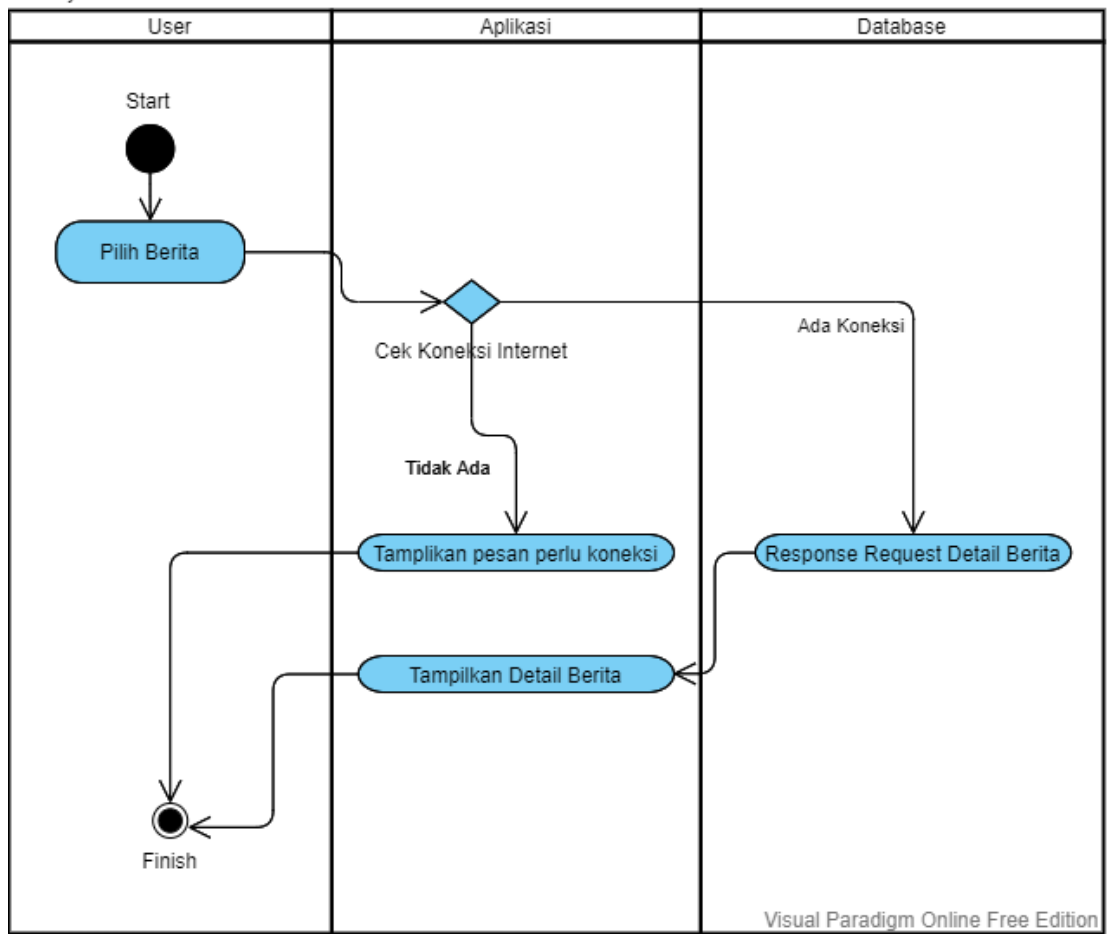 User
Aplikasi
Database
Start
Pilih Berita
Ada Koneksi
Cek Koneksi Internet
Tidak Ada
Tamplikan pesan perlu koneksi
Response Request Detail Berita
Tampilkan Detail Berita
Finish
Visual Paradigm Online Free Edition